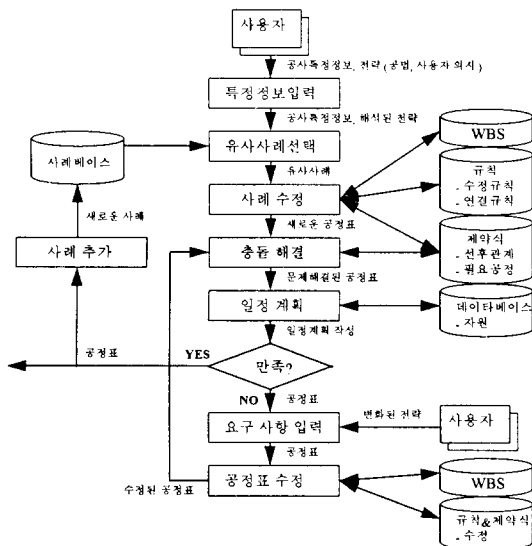 사용자
공사특정정보, 전략 (공법, 사용자 의지)
특정정보입력
공사특정정보, 해석된 전략
사례베이스
유사사례선택
WBS
유사사례
규칙
- 수정규칙
- 연결규칙
사례 수정
새로운 사례
새로운 공정표
사례 추가
충돌 해결
제약식
- 선후관계
- 필요공정
문제해결된 공정표
일정 계획
데이타베이스
- 자원
일정계획 작성
공정표
YES
만족?
NO
공정표
요구 사항 입력
변화된 전략
사용자
공정표
수정된 공정표
공정표 수정
WBS
규칙&제약식
- 수정